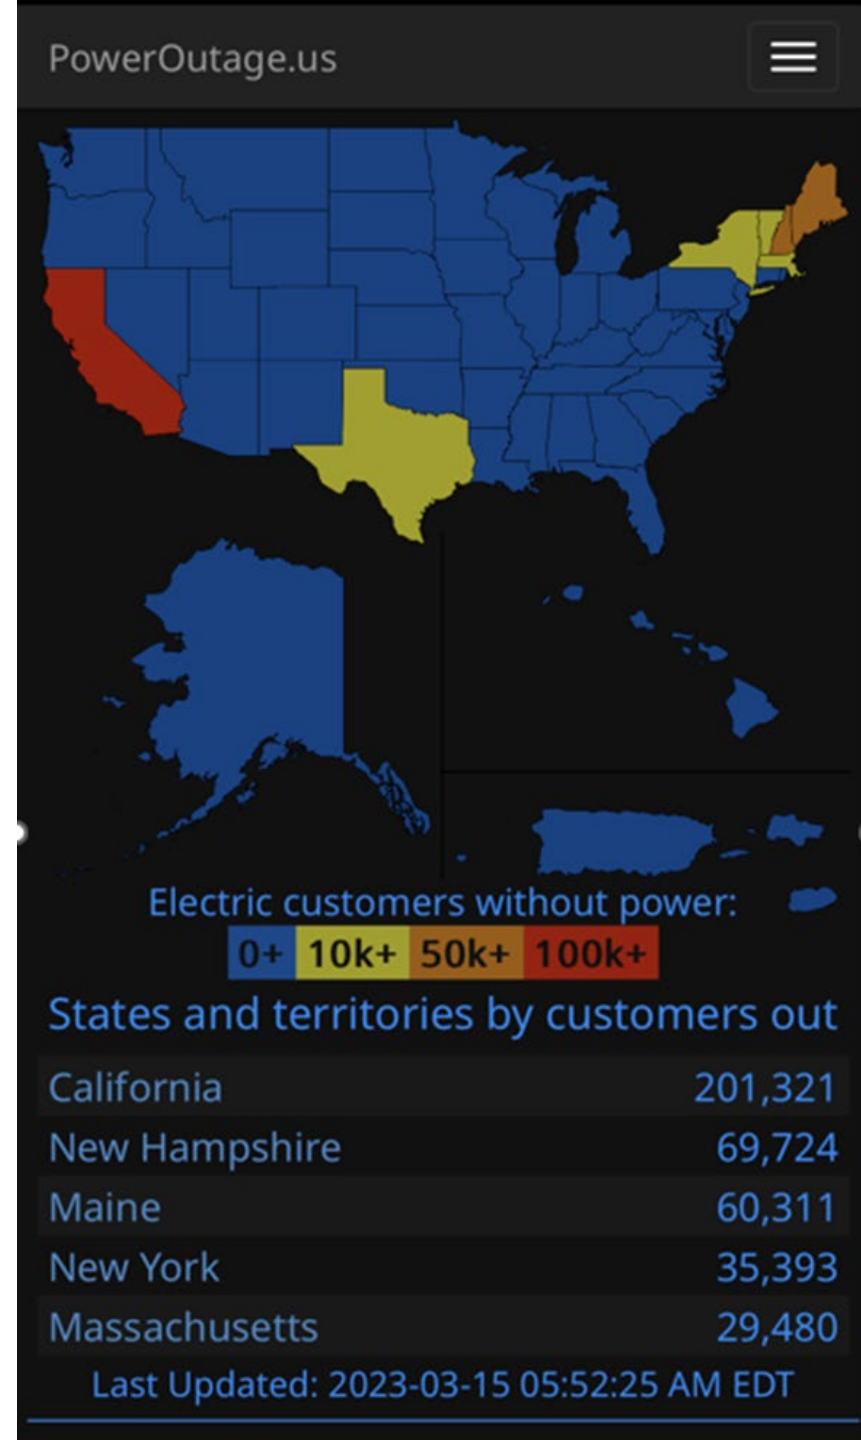 PowerOutage.us
Electric customers without power:
0+ 10k+ 50k+ 100k+
States and territories by customers out
California 201,321
New Hampshire 69,724
Maine 60,311
New York 35,393
Massachusetts 29,480
Last Updated: 2023-03-15 05:52:25 AM EDT